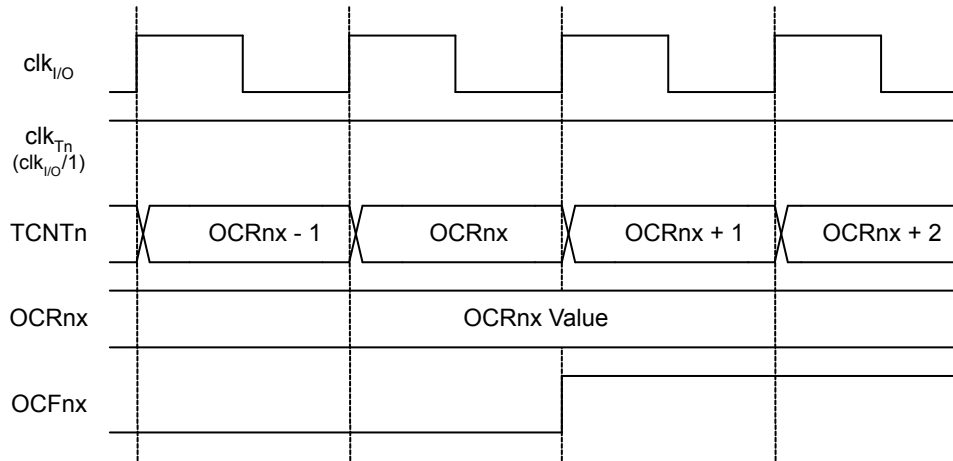 clkI/O
clkTn
(clkI/O/1)
TCNTn OCRnx - 1 OCRnx OCRnx + 1 OCRnx + 2
OCRnx OCRnx Value
OCFnx